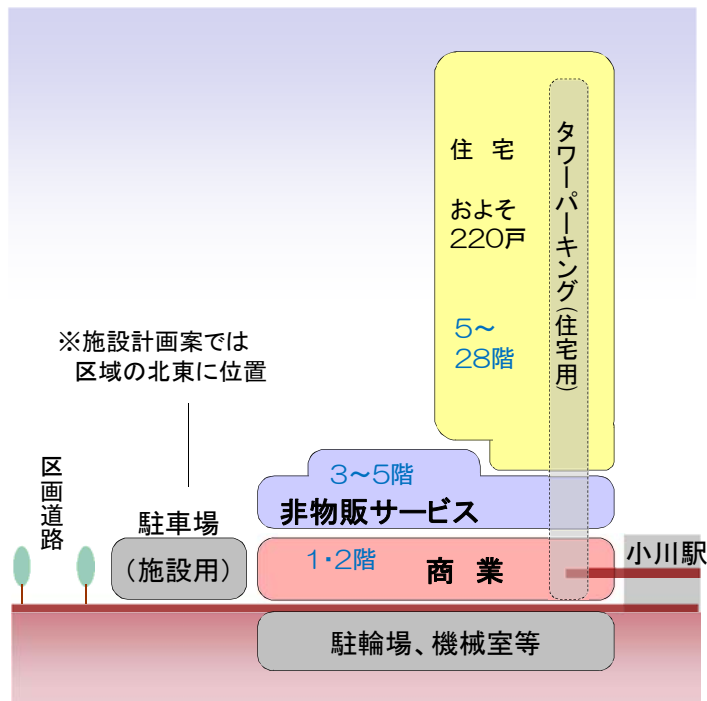 住 宅
およそ
220戸
5~
28階
タワーパーキング(住宅用)
※施設計画案では
区域の北東に位置
区画道路
駐車場
(施設用)
3~5階
非物販サービス
1・2階
商 業
小川駅
駐輪場、機械室等